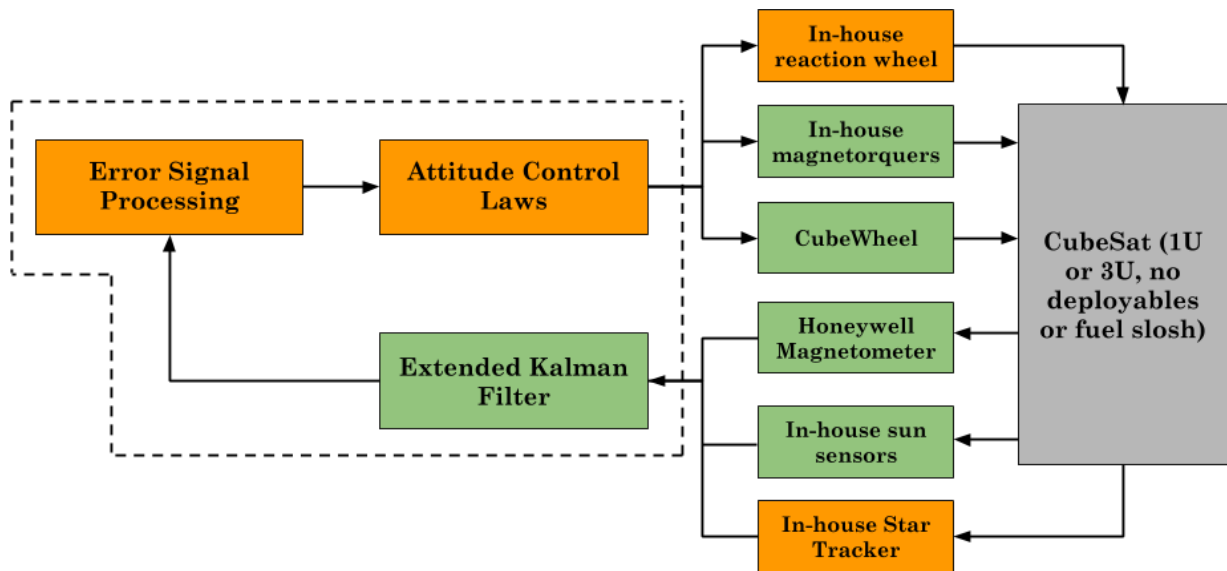 In-house
reaction wheel
In-house
magnetorquers
Error Signal
Processing
Attitude Control
Laws
CubeWheel
CubeSat (1U
or 3U, no
deployables
or fuel slosh)
Honeywell
Magnetometer
Extended Kalman
Filter
In-house sun
sensors
In-house Star
Tracker